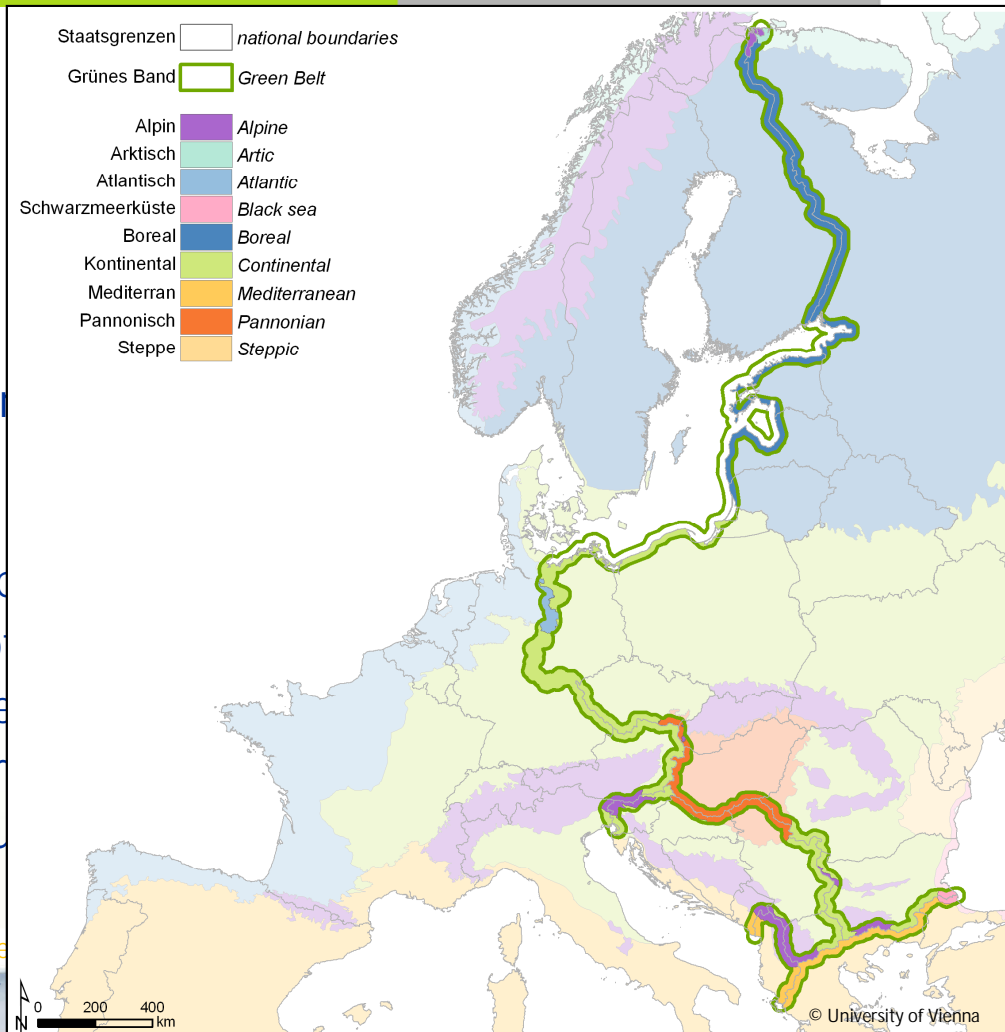 Staatsgrenzen national boundaries
Grünes Band Green Belt
Alpin Alpine
Arktisch Artic
Atlantisch Atlantic
Schwarzmeerküste Black sea
Boreal Boreal
Kontinental Continental
Mediterran Mediterranean
Pannonisch Pannonian
Steppe Steppic
N
0 200 400
km
© University of Vienna